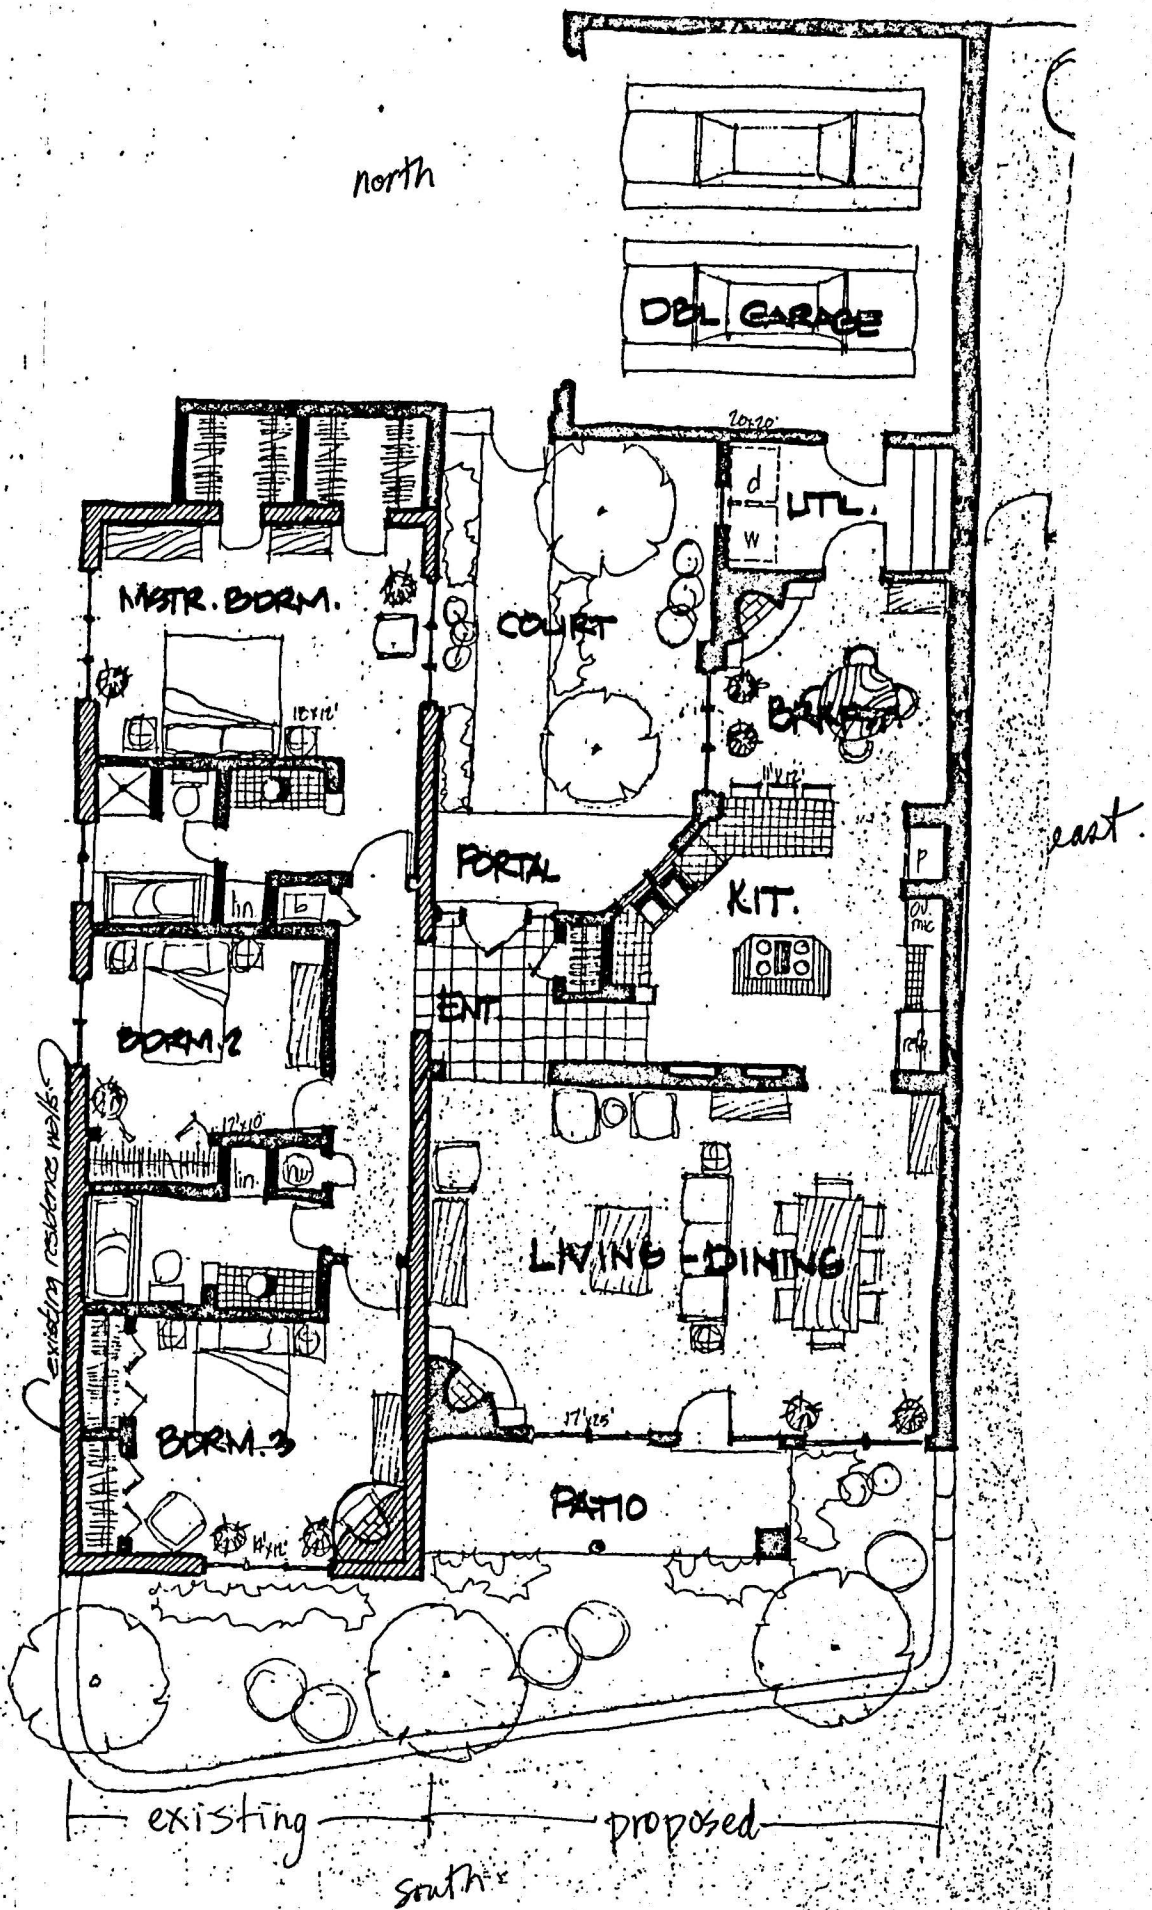 north
DBL. GARAGE
20x20'
d
UTL.
w
MSTR. BDRM.
COURT
18'x12'
11'x12'
east.
PORTAL
P
KIT.
lin.
b
OV.
mic
ENT.
BDRM. 2
refg.
existing residence walls
12'x10'
lin.
hw
LIVING - DINING
17'x25'
BDRM. 3
PATIO
14'x12'
existing
proposed
south